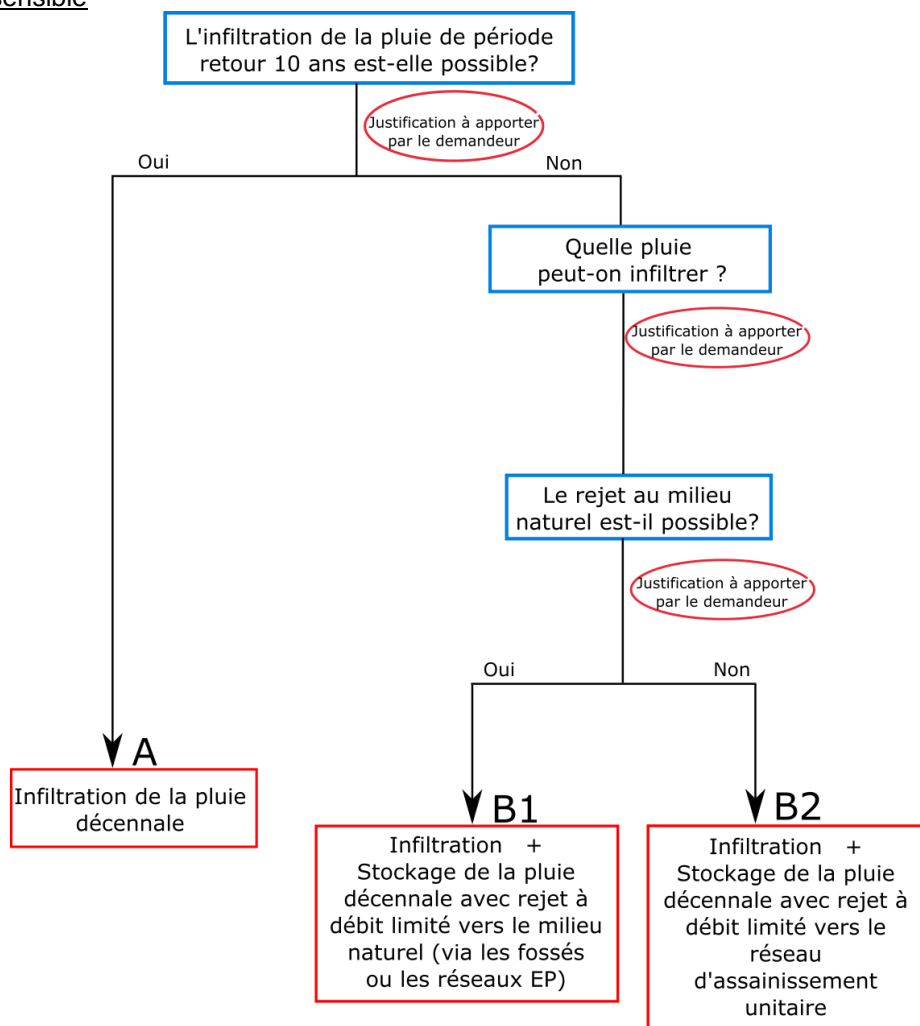 sensible
L'infiltration de la pluie de période
retour 10 ans est-elle possible?
Justification à apporter
par le demandeur
Oui
Non
Quelle pluie
peut-on infiltrer ?
Justification à apporter
par le demandeur
Le rejet au milieu
naturel est-il possible?
Justification à apporter
par le demandeur
Oui
Non
A
Infiltration de la pluie
décennale
B1
Infiltration +
Stockage de la pluie
décennale avec rejet à
débit limité vers le milieu
naturel (via les fossés
ou les réseaux EP)
B2
Infiltration +
Stockage de la pluie
décennale avec rejet à
débit limité vers le
réseau
d'assainissement
unitaire